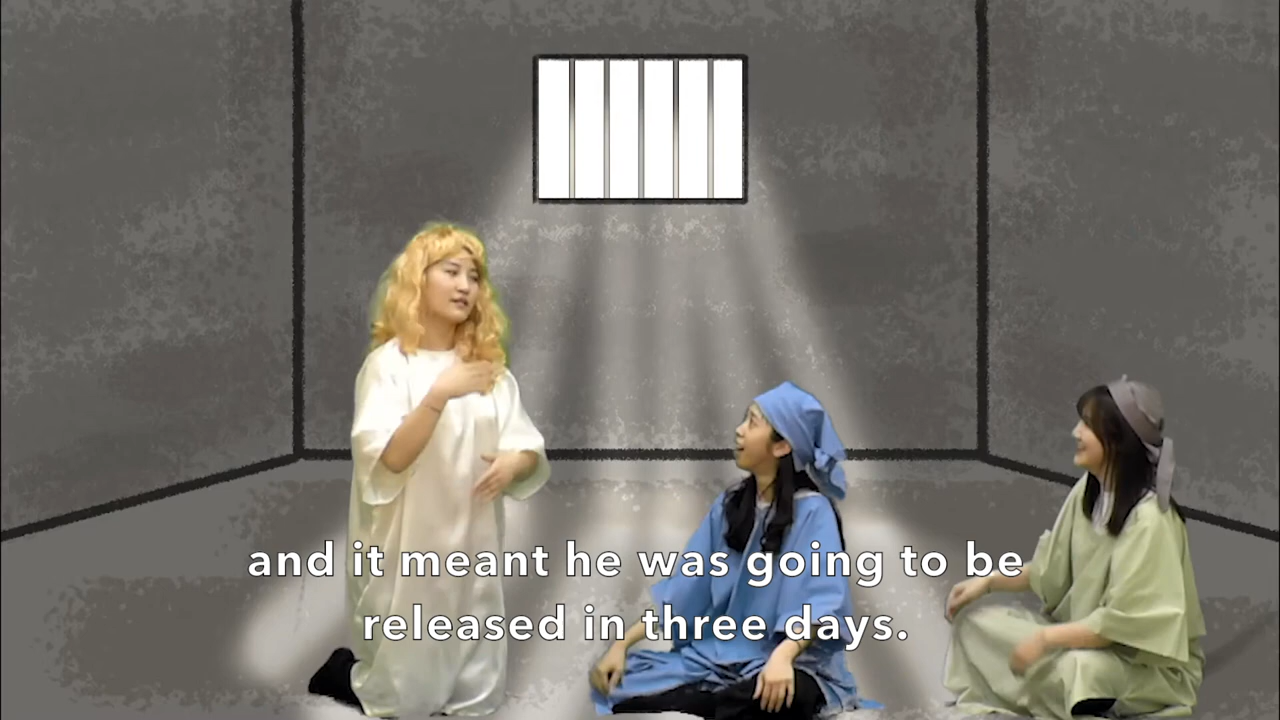 and it meant he was going to be
released in three days.